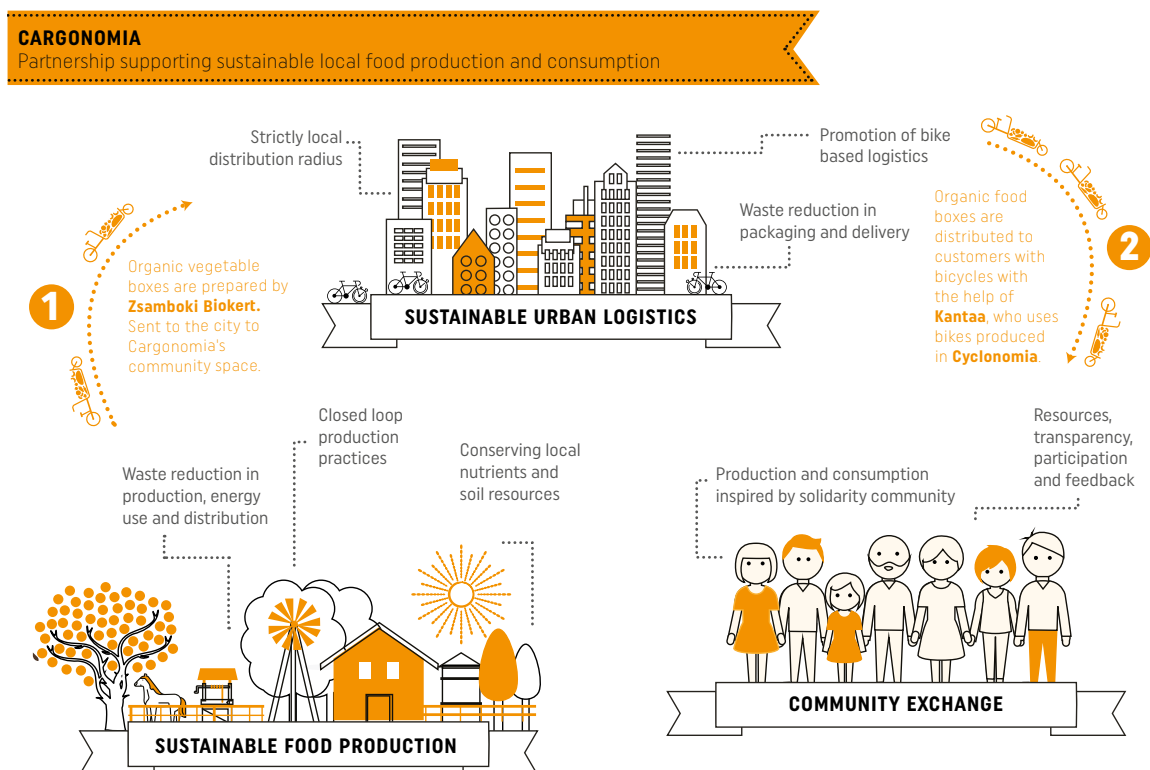 CARGONOMIA
Partnership supporting sustainable local food production and consumption
Strictly local
distribution radius
Promotion of bike
based logistics
Waste reduction in
packaging and delivery
SUSTAINABLE URBAN LOGISTICS
1
Organic vegetable
boxes are prepared by
Zsamboki Biokert.
Sent to the city to
Cargonomia's
community space.
2
Organic food
boxes are
distributed to
customers with
bicycles with
the help of
Kantaa, who uses
bikes produced
in Cyclonomia.
Waste reduction in
production, energy
use and distribution
Closed loop
production
practices
Conserving local
nutrients and
soil resources
SUSTAINABLE FOOD PRODUCTION
Production and consumption
inspired by solidarity community
Resources,
transparency,
participation
and feedback
COMMUNITY EXCHANGE